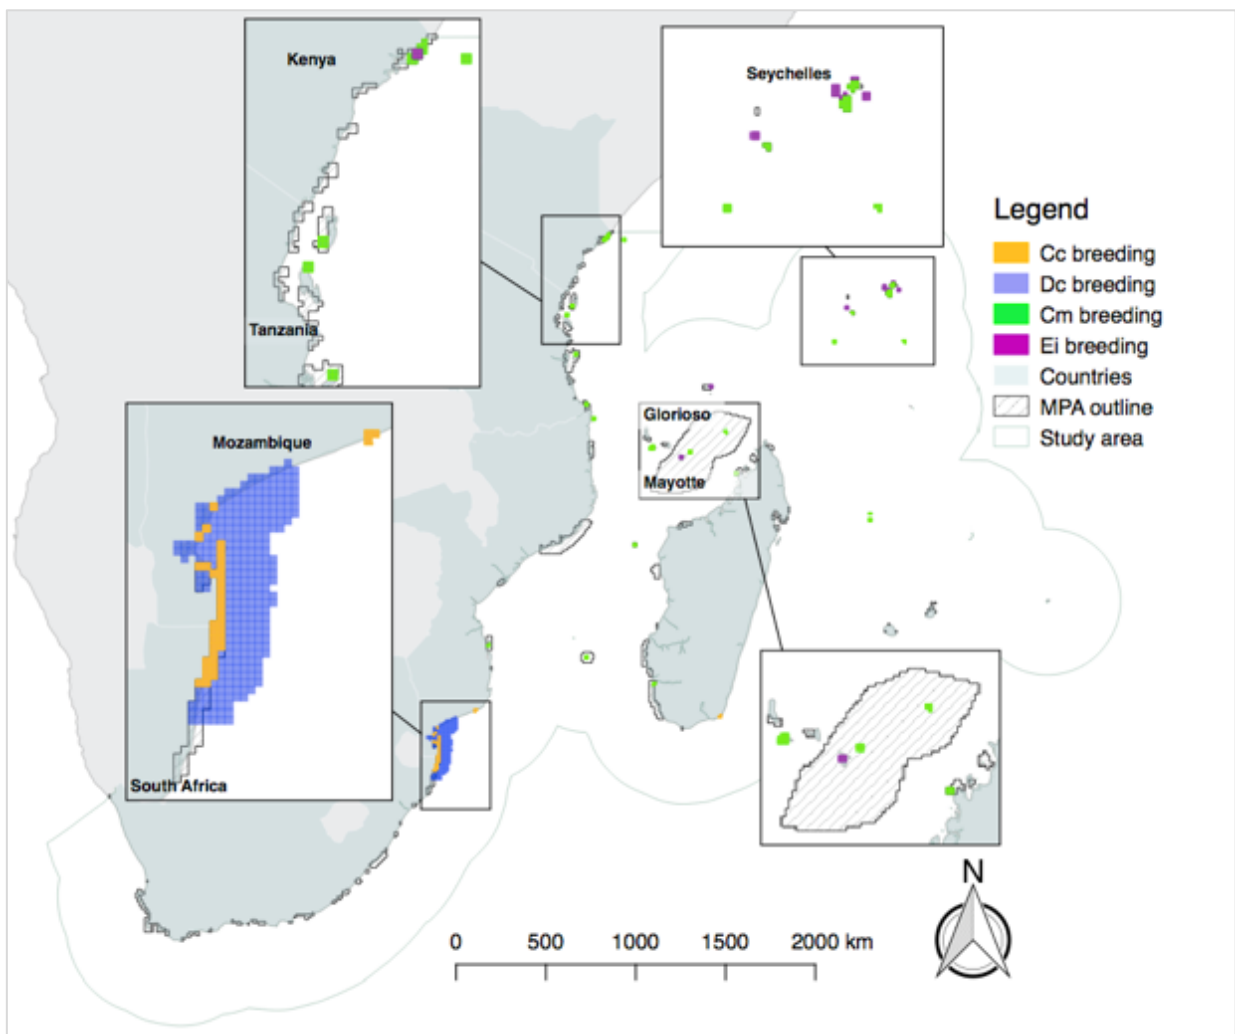 Kenya
Seychelles
Tanzania
Legend
Cc breeding
Dc breeding
Cm breeding
Ei breeding
Countries
MPA outline
Study area
Glorioso
Mayotte
Mozambique
South Africa
N
0 500 1000 1500 2000 km